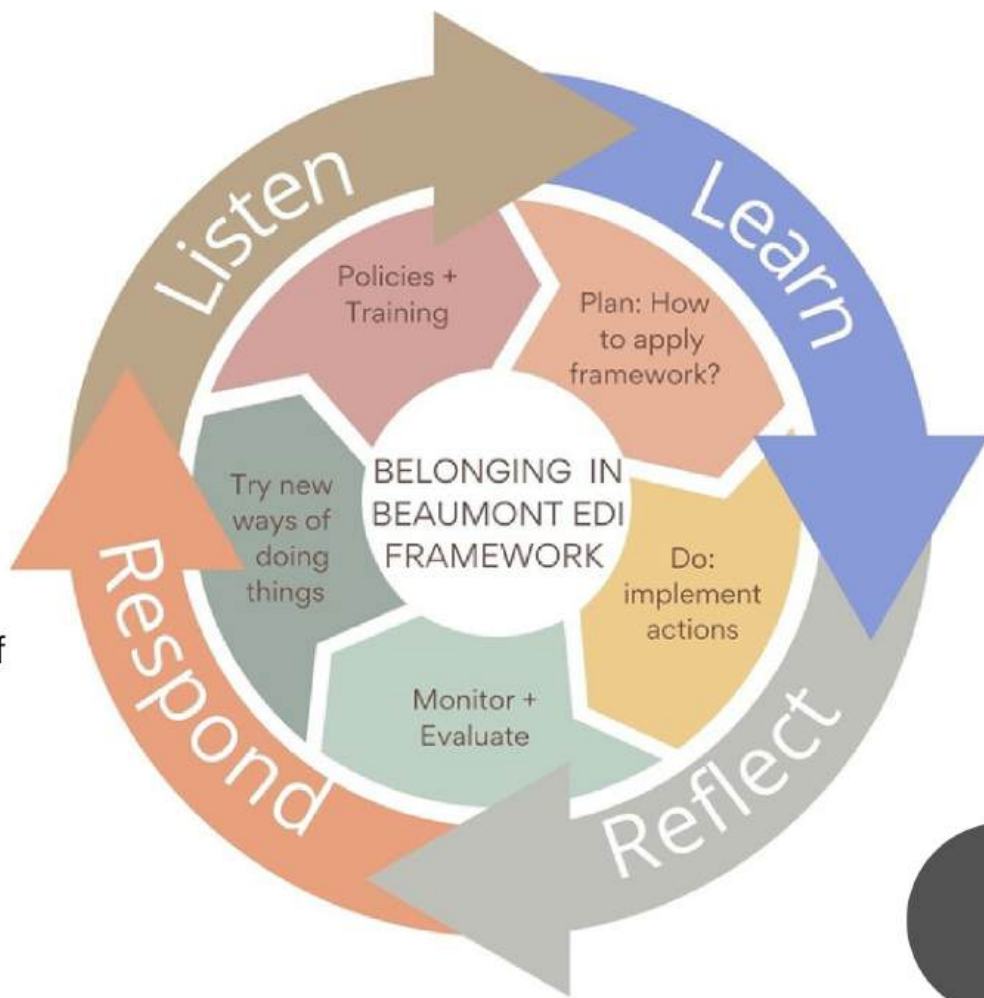 Listen
Learn
Policies +
Training
Plan: How
to apply
framework?
BELONGING IN
BEAUMONT EDI
FRAMEWORK
Try new
ways of
doing
things
Do:
implement
actions
f
Monitor +
Evaluate
Respond
Reflect